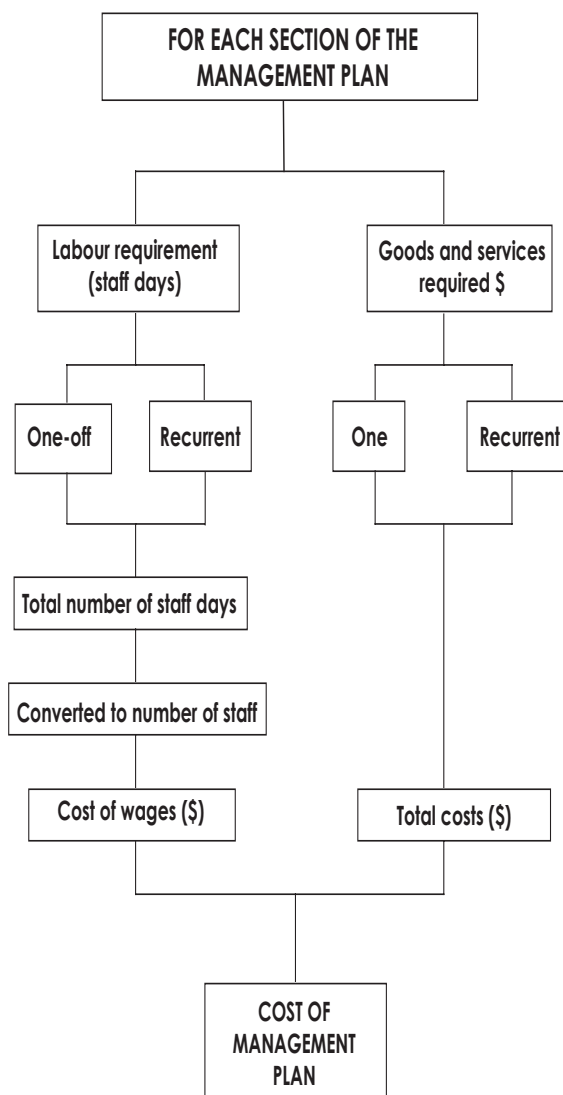 FOR EACH SECTION OF THE
MANAGEMENT PLAN
Labour requirement
(staff days)
Goods and services
required $
One-off
Recurrent
One
Recurrent
Total number of staff days
Converted to number of staff
Cost of wages ($)
Total costs ($)
COST OF
MANAGEMENT
PLAN